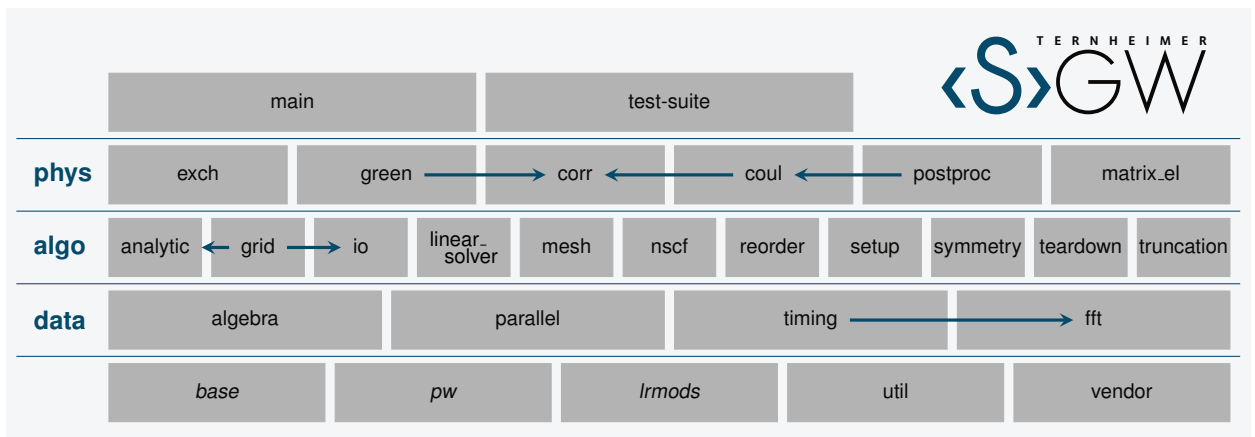 TERNHEIMER
‹S›GW
main test-suite
phys exch green corr coul postproc matrix_el
algo analytic grid io linear_
solver mesh nscf reorder setup symmetry teardown truncation
data algebra parallel timing fft
base pw lrmods util vendor